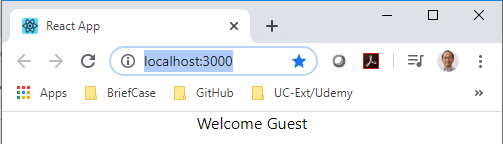 React App
localhost:3000
Apps BriefCase GitHub UC-Ext/Udemy
Welcome Guest